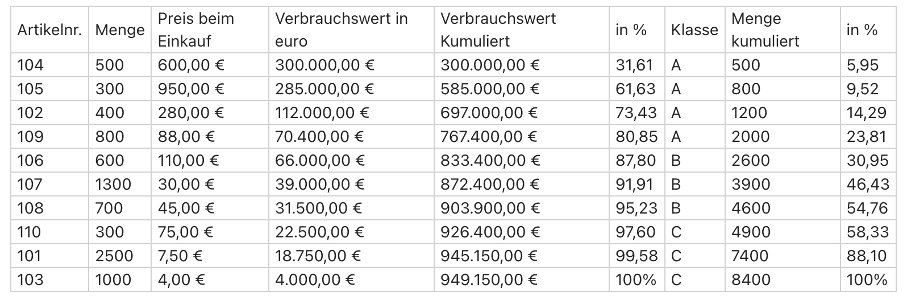 Artikelnr. Menge Preis beim Einkauf Verbrauchswert in euro Verbrauchswert Kumuliert in % Klasse Menge kumuliert in %
104 500 600,00 € 300.000,00 € 300.000,00 € 31,61 A 500 5,95
105 300 950,00 € 285.000,00 € 585.000,00 € 61,63 A 800 9,52
102 400 280,00 € 112.000,00 € 697.000,00 € 73,43 A 1200 14,29
109 800 88,00 € 70.400,00 € 767.400,00 € 80,85 A 2000 23,81
106 600 110,00 € 66.000,00 € 833.400,00 € 87,80 B 2600 30,95
107 1300 30,00 € 39.000,00 € 872.400,00 € 91,91 B 3900 46,43
108 700 45,00 € 31.500,00 € 903.900,00 € 95,23 B 4600 54,76
110 300 75,00 € 22.500,00 € 926.400,00 € 97,60 C 4900 58,33
101 2500 7,50 € 18.750,00 € 945.150,00 € 99,58 C 7400 88,10
103 1000 4,00 € 4.000,00 € 949.150,00 € 100% C 8400 100%